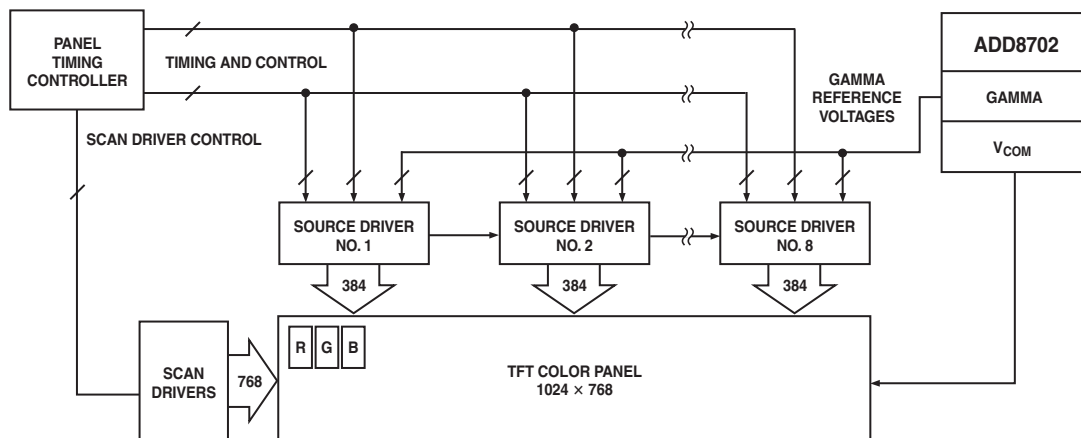 PANEL
TIMING
CONTROLLER
TIMING AND CONTROL
SCAN DRIVER CONTROL
GAMMA
REFERENCE
VOLTAGES
ADD8702
GAMMA
VCOM
SOURCE DRIVER
NO. 1
SOURCE DRIVER
NO. 2
SOURCE DRIVER
NO. 8
384
384
384
SCAN
DRIVERS
768
R G B
TFT COLOR PANEL
1024 × 768